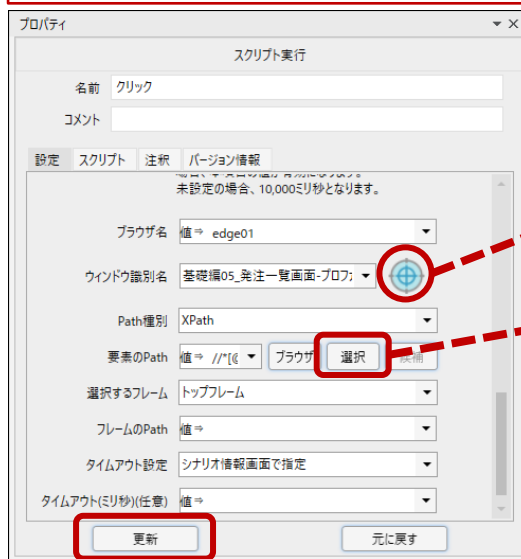 プロパティ
スクリプト実行
名前 クリック
コメント
設定 スクリプト 注釈 バージョン情報
未設定の場合、10,000ミリ秒となります。
ブラウザ名 値⇒ edge01
ウィンドウ識別名 基礎編05_発注一覧画面-プロフ
Path種別 XPath
要素のPath 値⇒ //*[@ ブラウザ 選択 候補
選択するフレーム トップフレーム
フレームのPath 値⇒
タイムアウト設定 シナリオ情報画面で指定
タイムアウト(ミリ秒)(任意) 値⇒
更新 元に戻す